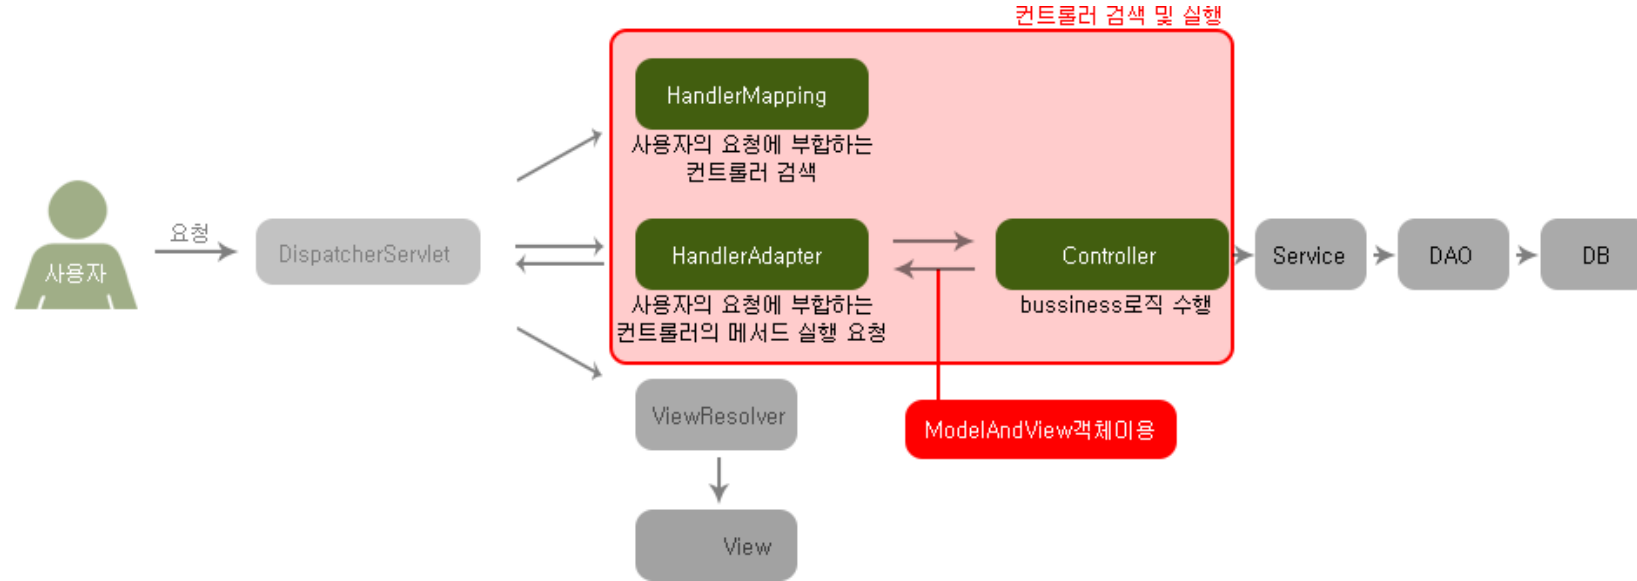 컨트롤러 검색 및 실행
HandlerMapping
사용자의 요청에 부합하는
컨트롤러 검색
사용자
요청
DispatcherServlet
HandlerAdapter
사용자의 요청에 부합하는
컨트롤러의 메서드 실행 요청
Controller
bussiness로직 수행
Service
DAO
DB
ViewResolver
ModelAndView객체이용
View